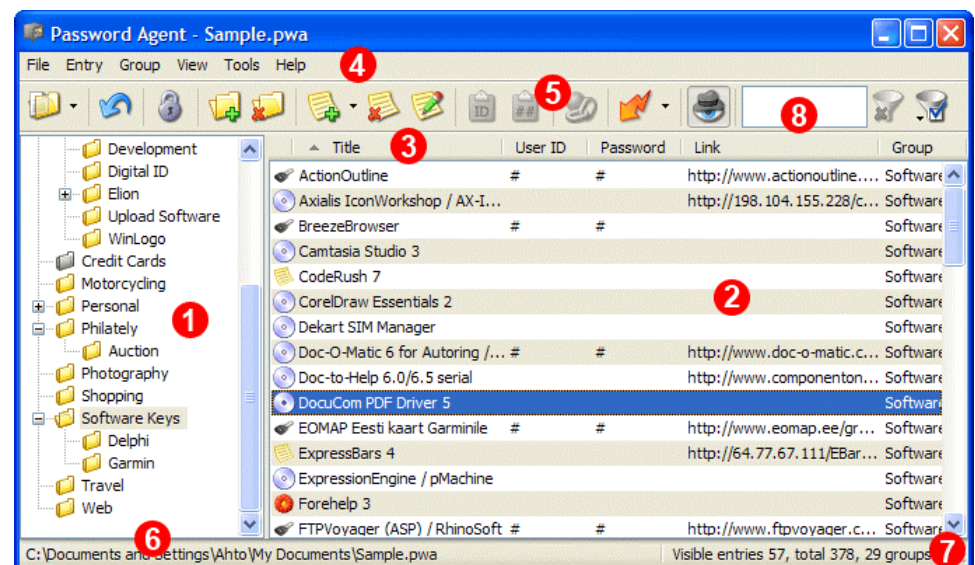 Password Agent - Sample.pwa
File Entry Group View Tools Help
4
5
8
ID
##
Development
Digital ID
Elion
Upload Software
WinLogo
Credit Cards
Motorcycling
Personal
1
Philately
Auction
Photography
Shopping
Software Keys
Delphi
Garmin
Travel
Web
3
2
Title User ID Password Link Group
ActionOutline # # http://www.actionoutline.... Software
Axialis IconWorkshop / AX-I... http://198.104.155.228/c... Software
BreezeBrowser # # Software
Camtasia Studio 3 Software
CodeRush 7 Software
CorelDraw Essentials 2 Software
Dekart SIM Manager Software
Doc-O-Matic 6 for Autoring /... # # http://www.doc-o-matic.c... Software
Doc-to-Help 6.0/6.5 serial http://www.componenton... Software
DocuCom PDF Driver 5 Software
EOMAP Eesti kaart Garminile # # http://www.eomap.ee/gr... Software
ExpressBars 4 http://64.77.67.111/EBar... Software
ExpressionEngine / pMachine Software
Forehelp 3 Software
FTPVoyager (ASP) / RhinoSoft # # http://www.ftpvoyager.c... Software
6
C:\Documents and Settings\Ahto\My Documents\Sample.pwa
Visible entries 57, total 378, 29 groups
7